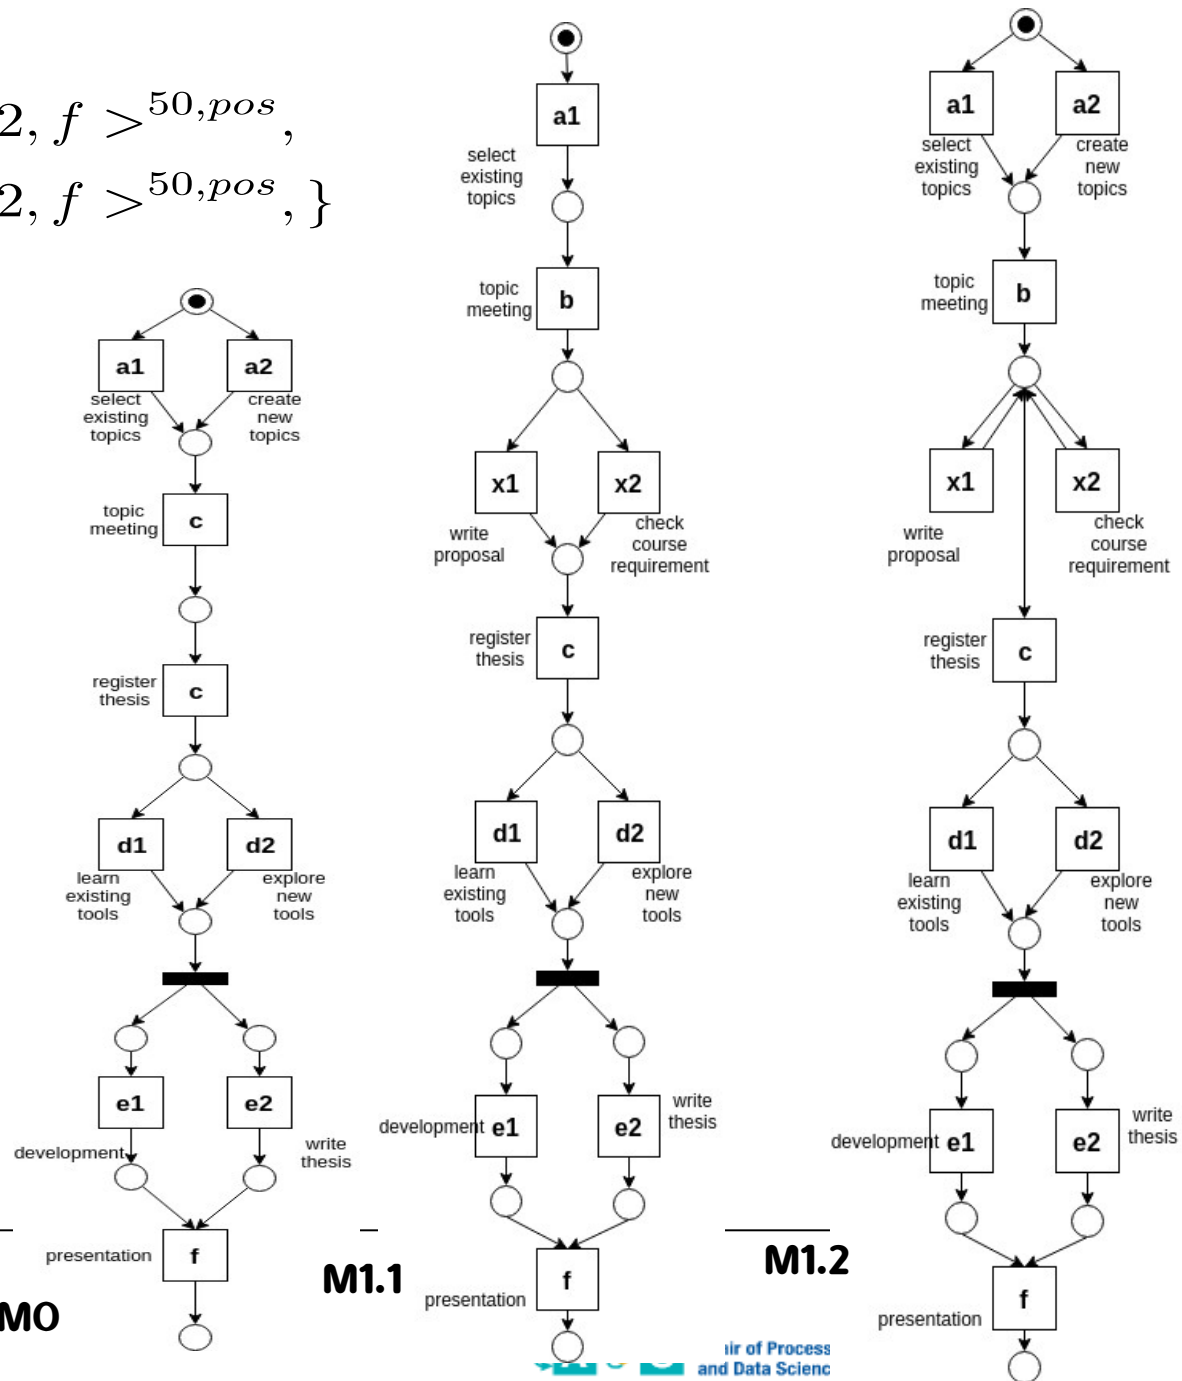 2, f >^{50,pos},
2, f >^{50,pos}, }
a1
a2
select
existing
topics
create
new
topics
topic
meeting
c
register
thesis
c
d1
d2
learn
existing
tools
explore
new
tools
e1
e2
development
write
thesis
presentation
f
M0
a1
select
existing
topics
topic
meeting
b
x1
x2
write
proposal
check
course
requirement
register
thesis
c
d1
d2
learn
existing
tools
explore
new
tools
development
e1
e2
write
thesis
f
presentation
M1.1
a1
a2
select
existing
topics
create
new
topics
topic
meeting
b
x1
x2
write
proposal
check
course
requirement
register
thesis
c
d1
d2
learn
existing
tools
explore
new
tools
development
e1
e2
write
thesis
f
presentation
M1.2
of Process
and Data